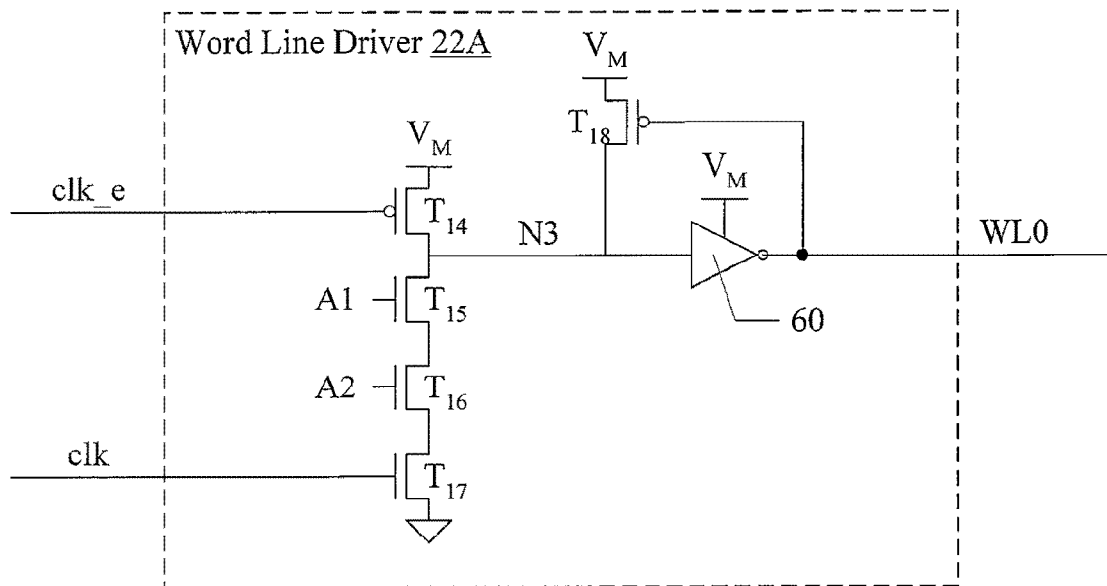 Word Line Driver 22A
V_M
T_18
V_M
V_M
clk_e
T_14
N3
WL0
A1
T_15
60
A2
T_16
clk
T_17